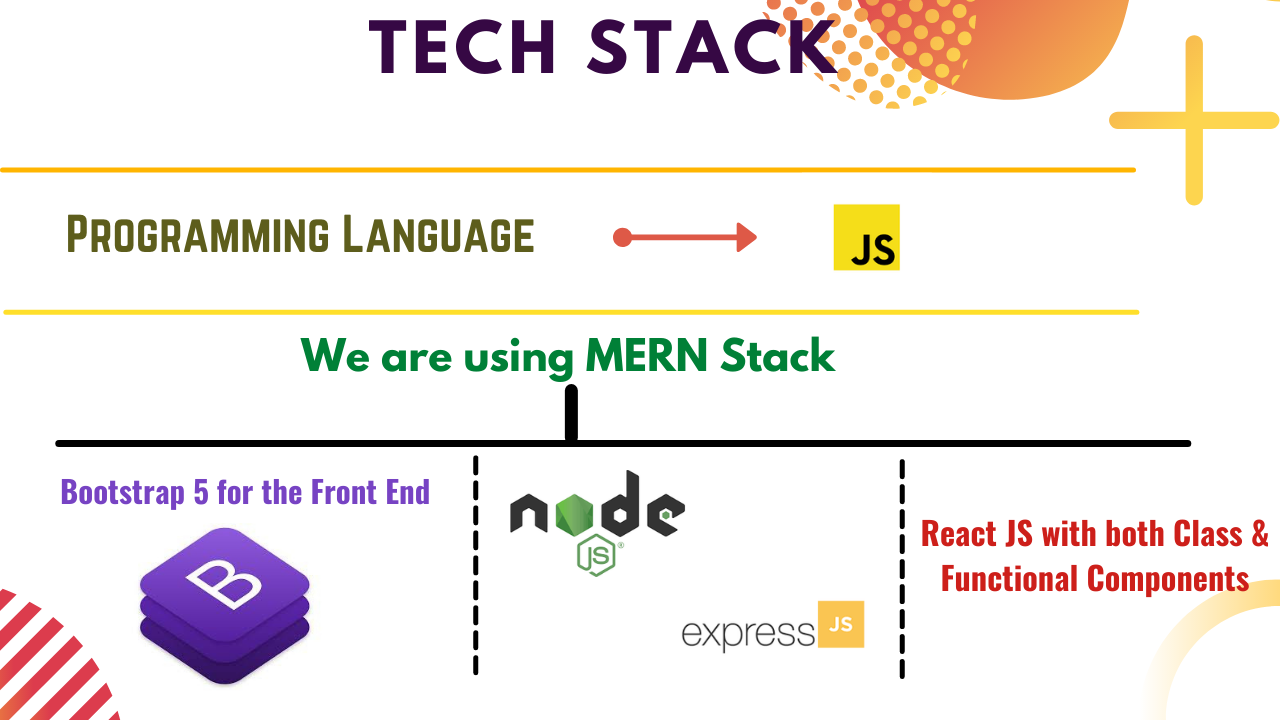 TECH STACK
Programming Language
JS
We are using MERN Stack
Bootstrap 5 for the Front End
B
node
JS®
express JS
React JS with both Class &
Functional Components